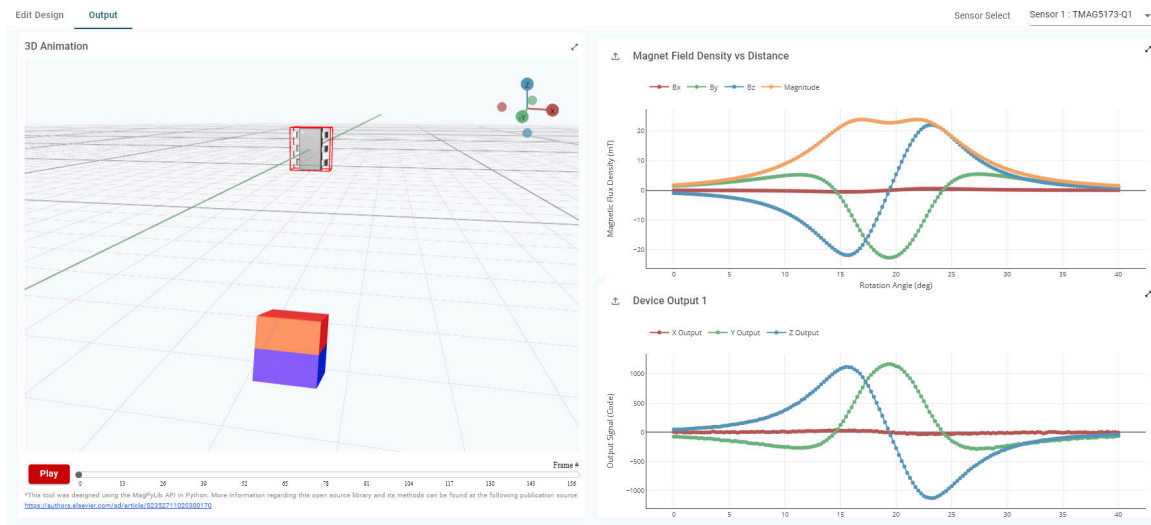 Edit Design Output Sensor Select Sensor 1 : TMAG5173-Q1
3D Animation
Z
X
-Y
Play
Frame #
0 13 26 39 52 65 78 91 104 117 130 143 156
*This tool was designed using the MagPyLib API in Python. More information regarding this open source library and its methods can be found at the following publication source:
https://authors.elsevier.com/sd/article/S2352711020300170
Magnet Field Density vs Distance
Bx By Bz Magnitude
Magnetic Flux Density (mT)
20
10
0
−10
−20
0 5 10 15 20 25 30 35 40
Rotation Angle (deg)
Device Output 1
X Output Y Output Z Output
Output Signal (Code)
1000
500
0
−500
−1000
0 5 10 15 20 25 30 35 40